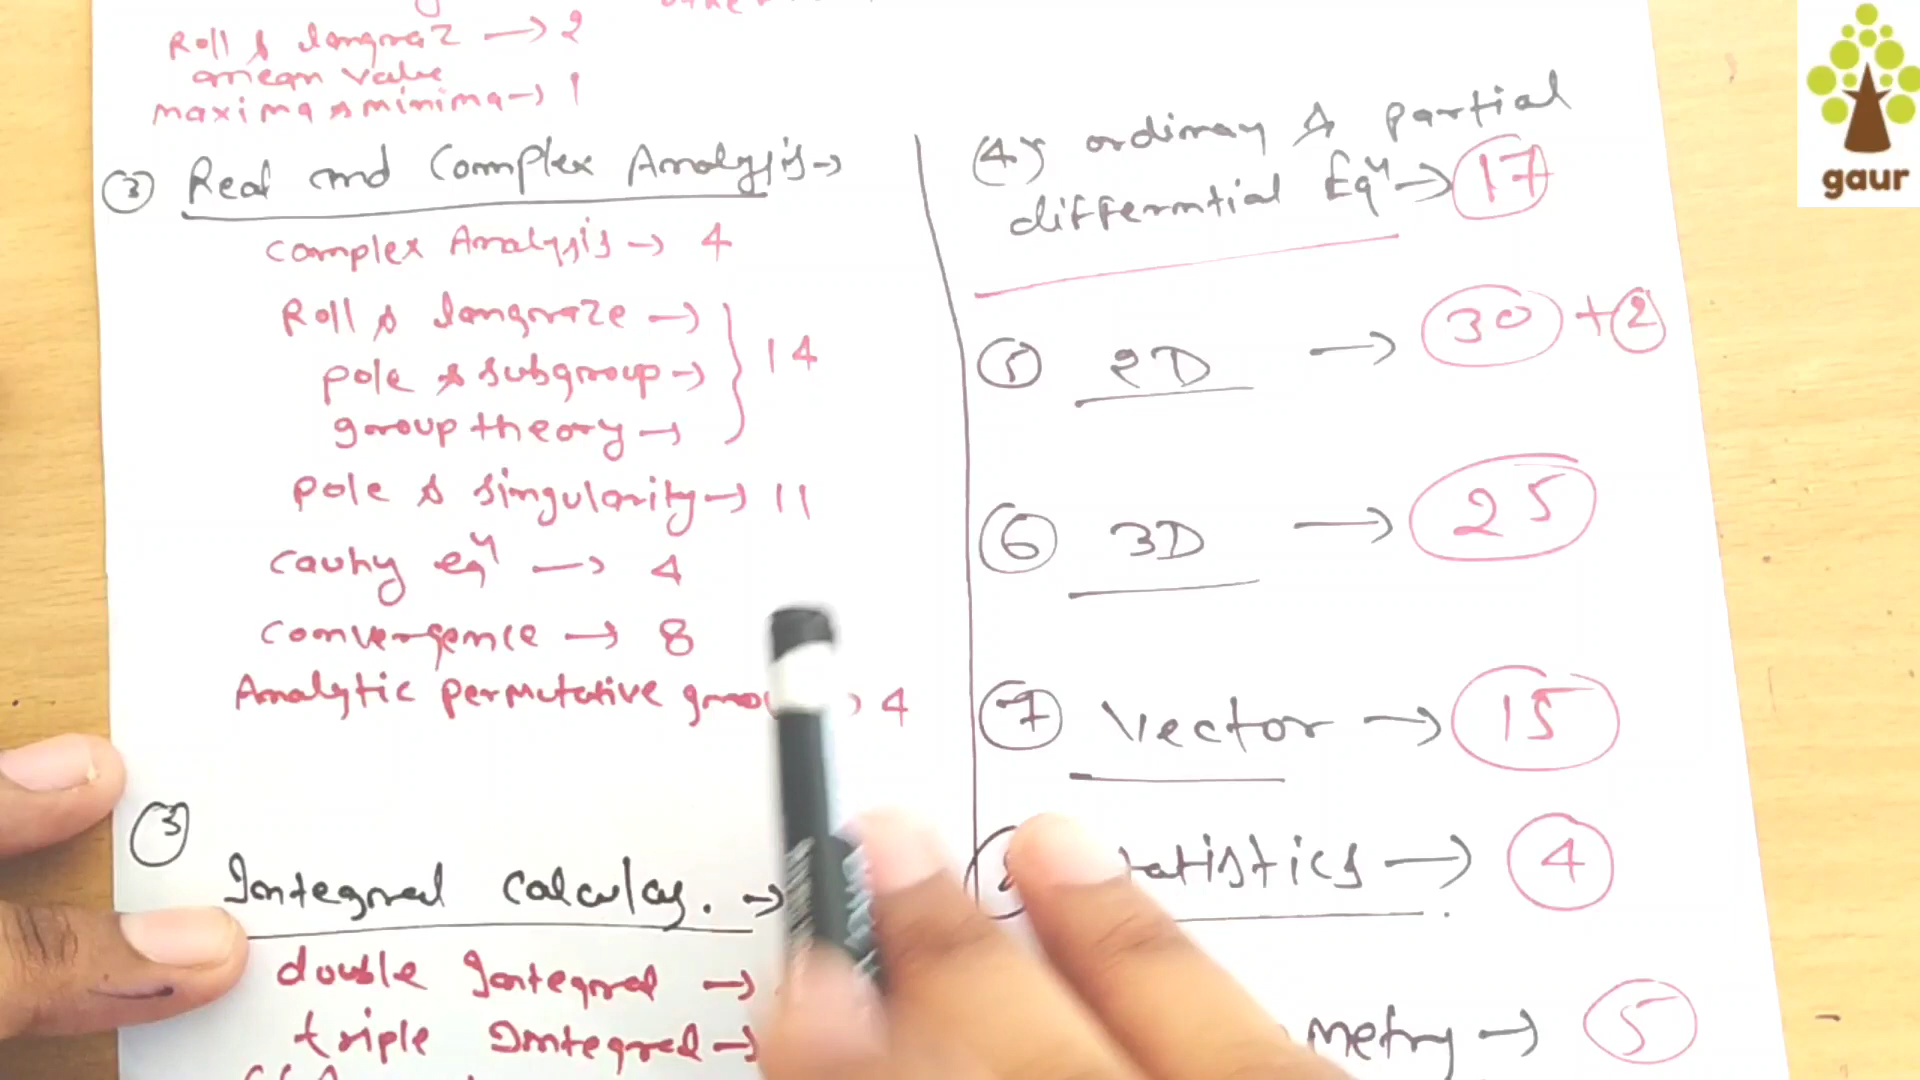 Roll & langraz → 2
mean value
maxima & minima → 1
③ Real and Complex Analysis →
Complex Analysis → 4
Roll & langraze →
pole & subgroup → } 14
group theory →
pole & singularity → 11
Cauhy eqⁿ → 4
Convergence → 8
Analytic permutative 4
③
Integral Calculas. →
double Integral →
triple Integral →
(4) ordinary & partial
differential Eqⁿ → 17
⑤ 2D → 30 + 2
⑥ 3D → 25
⑦ Vector → 15
tatistics → 4
metry → 5
gaur